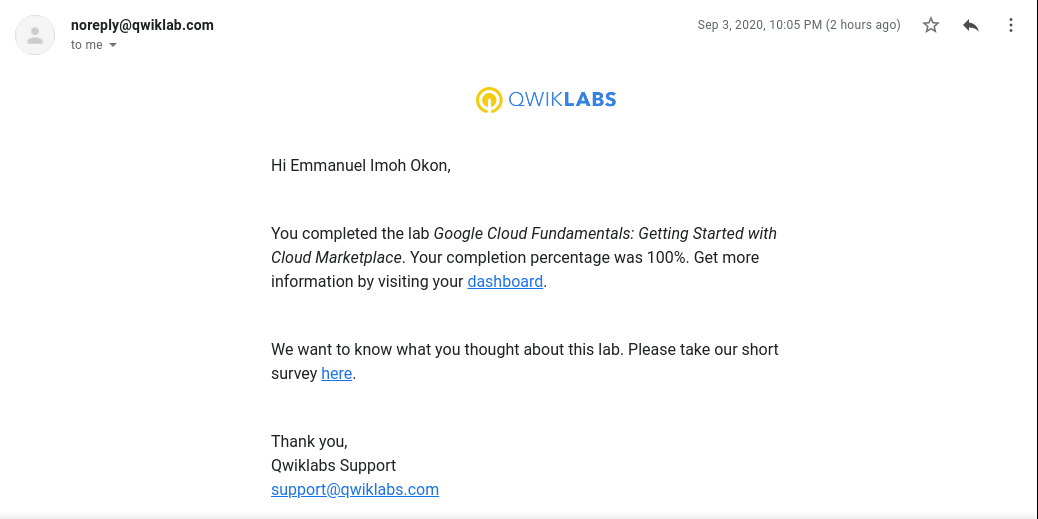 noreply@qwiklab.com
Sep 3, 2020, 10:05 PM (2 hours ago)
to me
QWIKLABS
Hi Emmanuel Imoh Okon,
You completed the lab Google Cloud Fundamentals: Getting Started with
Cloud Marketplace. Your completion percentage was 100%. Get more
information by visiting your dashboard.
We want to know what you thought about this lab. Please take our short
survey here.
Thank you,
Qwiklabs Support
support@qwiklabs.com